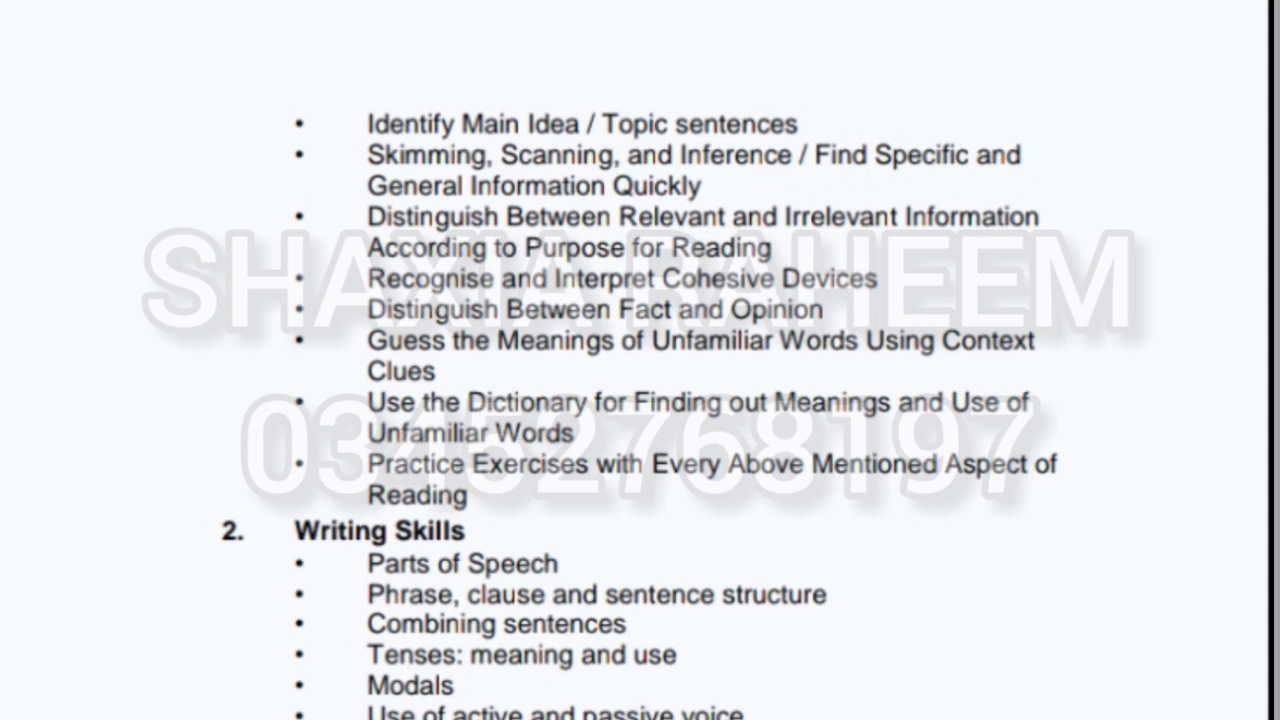 • Identify Main Idea / Topic sentences
• Skimming, Scanning, and Inference / Find Specific and
General Information Quickly
• Distinguish Between Relevant and Irrelevant Information
According to Purpose for Reading
SHAXIA RAHEEM
• Recognise and Interpret Cohesive Devices
• Distinguish Between Fact and Opinion
• Guess the Meanings of Unfamiliar Words Using Context
Clues
• Use the Dictionary for Finding out Meanings and Use of
Unfamiliar Words
03452768197
• Practice Exercises with Every Above Mentioned Aspect of
Reading
2. Writing Skills
• Parts of Speech
• Phrase, clause and sentence structure
• Combining sentences
• Tenses: meaning and use
• Modals
• Use of active and passive voice